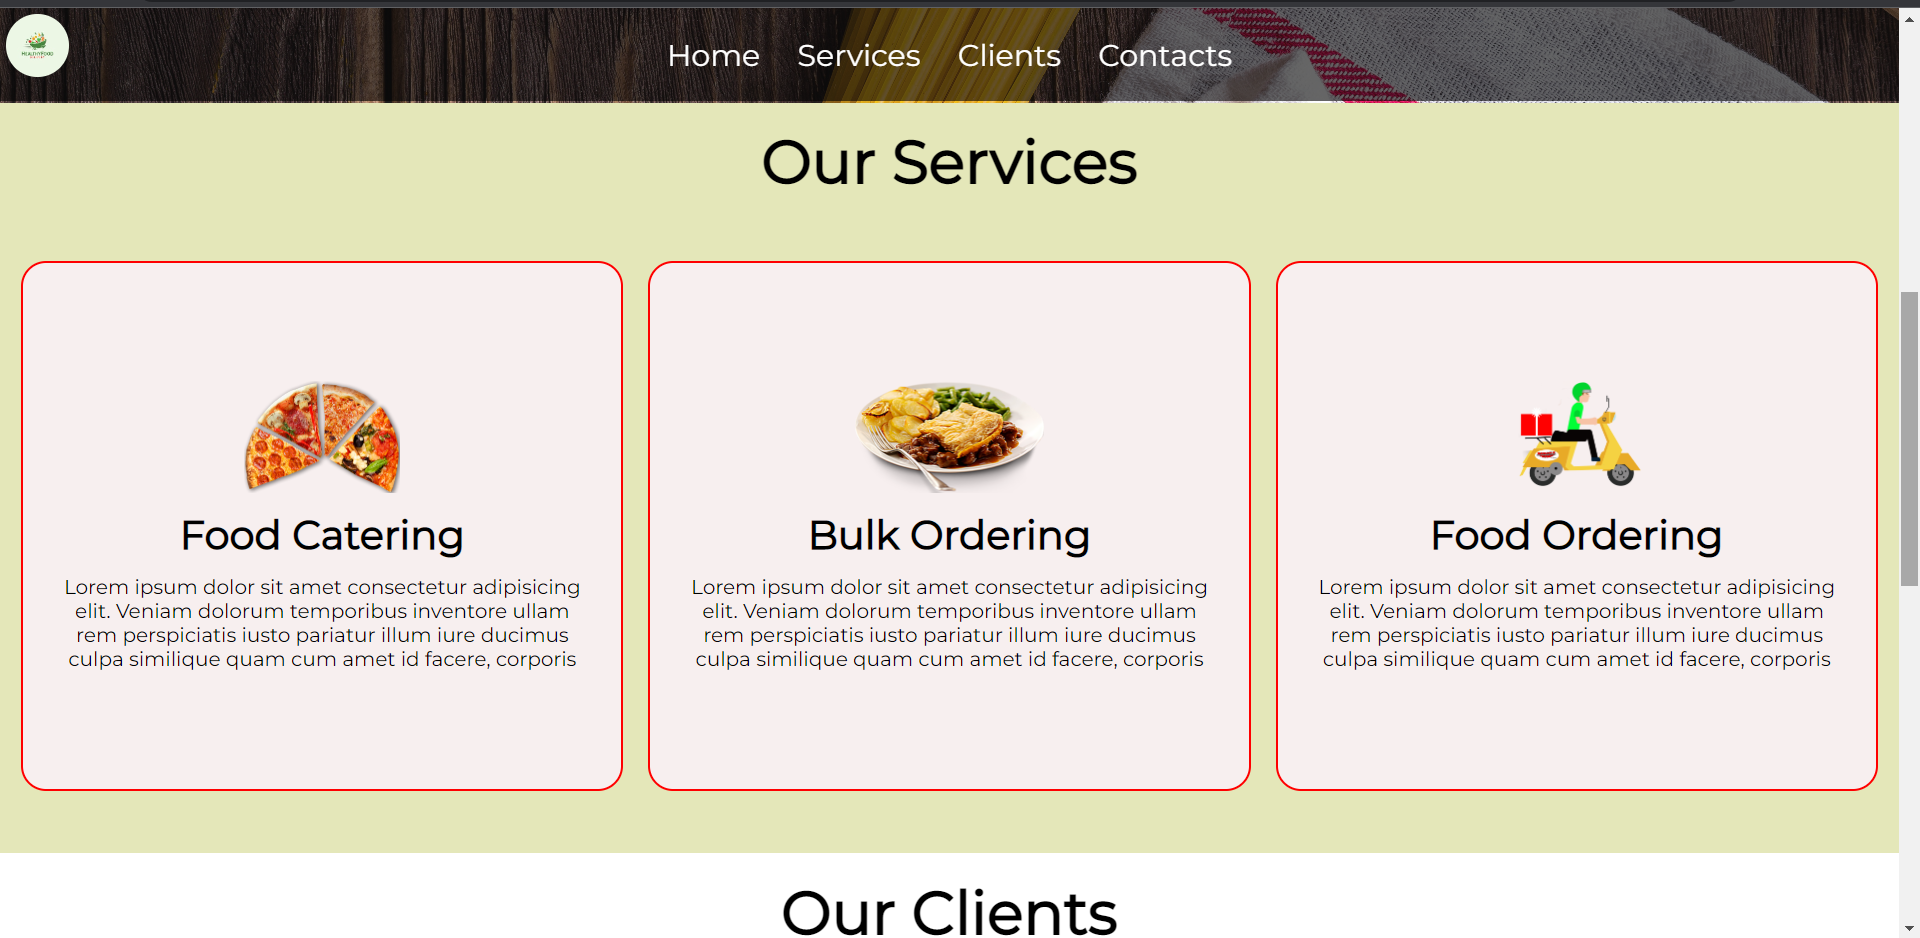 HEALTHYFOOD
Home Services Clients Contacts
Our Services
Food Catering
Lorem ipsum dolor sit amet consectetur adipisicing
elit. Veniam dolorum temporibus inventore ullam
rem perspiciatis iusto pariatur illum iure ducimus
culpa similique quam cum amet id facere, corporis
Bulk Ordering
Lorem ipsum dolor sit amet consectetur adipisicing
elit. Veniam dolorum temporibus inventore ullam
rem perspiciatis iusto pariatur illum iure ducimus
culpa similique quam cum amet id facere, corporis
Food Ordering
Lorem ipsum dolor sit amet consectetur adipisicing
elit. Veniam dolorum temporibus inventore ullam
rem perspiciatis iusto pariatur illum iure ducimus
culpa similique quam cum amet id facere, corporis
Our Clients